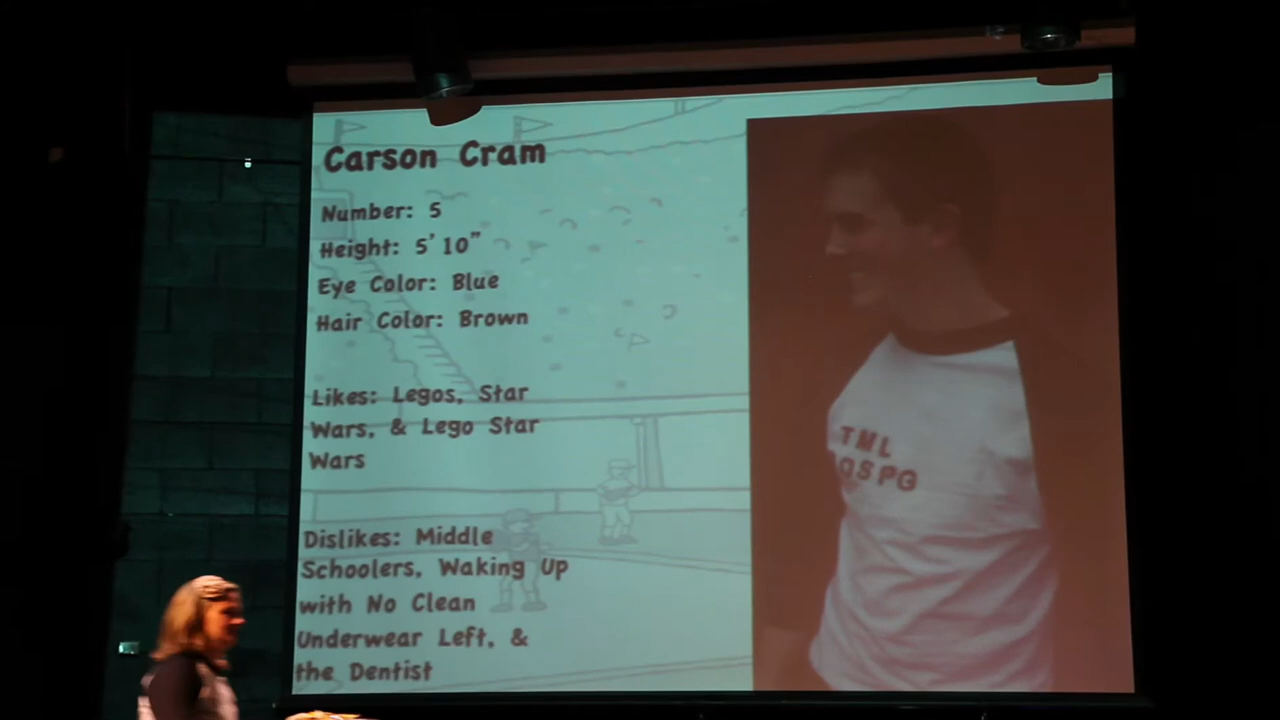 Carson Cram
Number: 5
Height: 5'10"
Eye Color: Blue
Hair Color: Brown
Likes: Legos, Star
Wars, & Lego Star
Wars
Dislikes: Middle
Schoolers, Waking Up
with No Clean
Underwear Left, &
the Dentist
TML